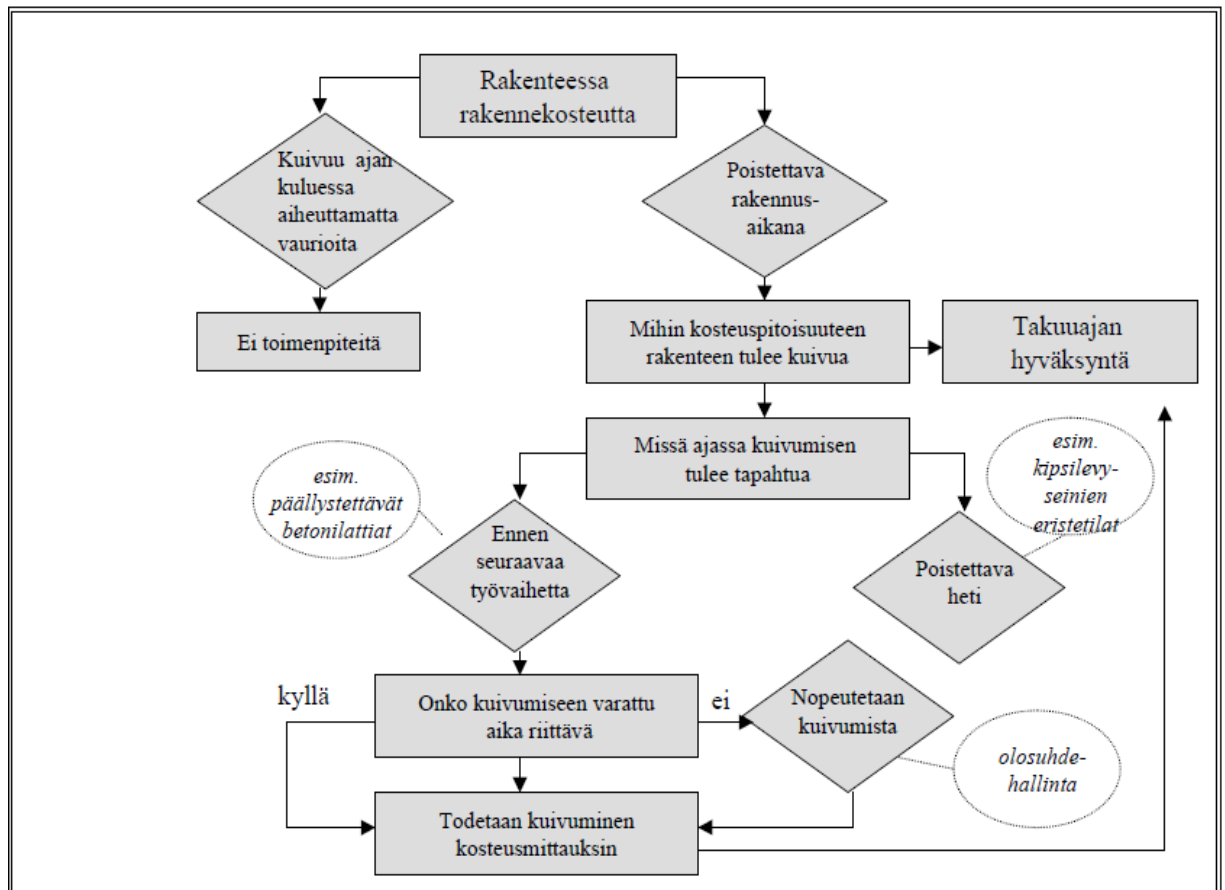 Rakenteessa
rakennekosteutta
Kuivuu ajan
kuluessa
aiheuttamatta
vaurioita
Poistettava
rakennus-
aikana
Ei toimenpiteitä
Mihin kosteuspitoisuuteen
rakenteen tulee kuivua
Takuuajan
hyväksyntä
Missä ajassa kuivumisen
tulee tapahtua
esim.
päällystettävät
betonilattiat
esim.
kipsilevy-
seinien
eristetilat
Ennen
seuraavaa
työvaihetta
Poistettava
heti
kyllä
Onko kuivumiseen varattu
aika riittävä
ei
Nopeutetaan
kuivumista
olosuhde-
hallinta
Todetaan kuivuminen
kosteusmittauksin